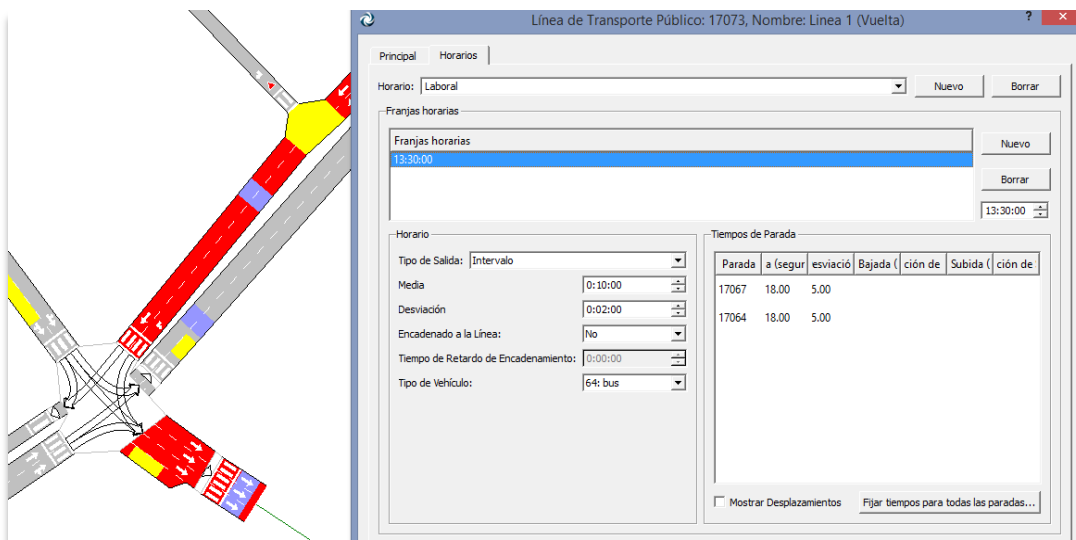 Línea de Transporte Público: 17073, Nombre: Linea 1 (Vuelta)
? ×
Principal Horarios
Horario: Laboral Nuevo Borrar
Franjas horarias
Franjas horarias
13:30:00
Nuevo
Borrar
13:30:00
Horario
Tipo de Salida: Intervalo
Media 0:10:00
Desviación 0:02:00
Encadenado a la Línea: No
Tiempo de Retardo de Encadenamiento: 0:00:00
Tipo de Vehículo: 64: bus
Tiempos de Parada
Parada a (segur esviació Bajada ( ción de Subida ( ción de
17067 18.00 5.00
17064 18.00 5.00
Mostrar Desplazamientos Fijar tiempos para todas las paradas...